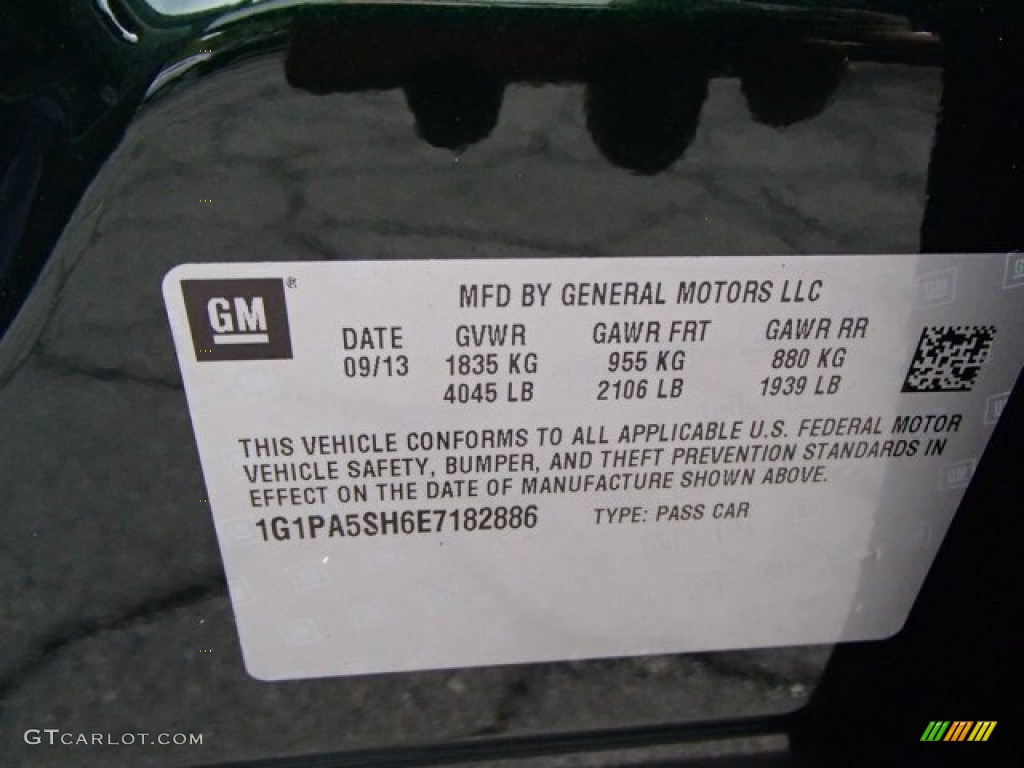 GM®
MFD BY GENERAL MOTORS LLC
DATE GVWR GAWR FRT GAWR RR
09/13 1835 KG 955 KG 880 KG
4045 LB 2106 LB 1939 LB
THIS VEHICLE CONFORMS TO ALL APPLICABLE U.S. FEDERAL MOTOR
VEHICLE SAFETY, BUMPER, AND THEFT PREVENTION STANDARDS IN
EFFECT ON THE DATE OF MANUFACTURE SHOWN ABOVE.
1G1PA5SH6E7182886 TYPE: PASS CAR
GTCARLOT.COM